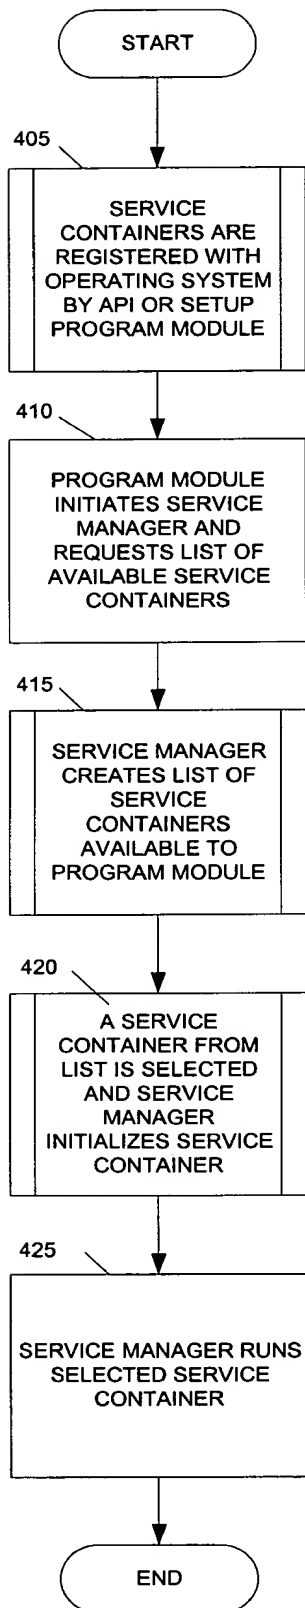 START
405
SERVICE
CONTAINERS ARE
REGISTERED WITH
OPERATING SYSTEM
BY API OR SETUP
PROGRAM MODULE
410
PROGRAM MODULE
INITIATES SERVICE
MANAGER AND
REQUESTS LIST OF
AVAILABLE SERVICE
CONTAINERS
415
SERVICE MANAGER
CREATES LIST OF
SERVICE
CONTAINERS
AVAILABLE TO
PROGRAM MODULE
420
A SERVICE
CONTAINER FROM
LIST IS SELECTED
AND SERVICE
MANAGER
INITIALIZES SERVICE
CONTAINER
425
SERVICE MANAGER RUNS
SELECTED SERVICE
CONTAINER
END